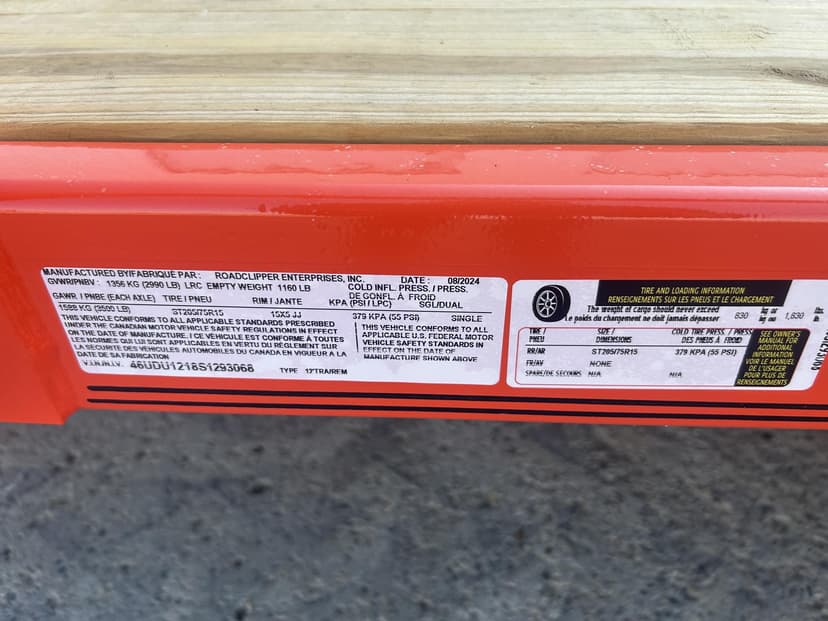 MANUFACTURED BY/FABRIQUE PAR : ROADCLIPPER ENTERPRISES, INC. DATE : 08/2024
GVWR/PNBV : 1356 KG (2990 LB) LRC EMPTY WEIGHT 1160 LB COLD INFL. PRESS. / PRESS.
DE GONFL. À FROID
GAWR / PNBE (EACH AXLE) TIRE / PNEU RIM / JANTE KPA (PSI / LPC) SGL/DUAL
1588 KG (3500 LB) ST205/75R15 15X5 JJ 379 KPA (55 PSI) SINGLE
THIS VEHICLE CONFORMS TO ALL APPLICABLE STANDARDS PRESCRIBED
UNDER THE CANADIAN MOTOR VEHICLE SAFETY REGULATIONS IN EFFECT
ON THE DATE OF MANUFACTURE. / CE VÉHICULE EST CONFORME À TOUTES
LES NORMES QUI LUI SONT APPLICABLES EN VERTU DU RÈGLEMENT SUR
LA SÉCURITÉ DES VÉHICULES AUTOMOBILES DU CANADA EN VIGUEUR À LA
DATE DE SA FABRICATION
THIS VEHICLE CONFORMS TO ALL
APPLICABLE U.S. FEDERAL MOTOR
VEHICLE SAFETY STANDARDS IN
EFFECT ON THE DATE OF
MANUFACTURE SHOWN ABOVE
V.I.N./N.I.V. 46UDU1218S1293068 TYPE 12'TRA/REM
TIRE AND LOADING INFORMATION
RENSEIGNEMENTS SUR LES PNEUS ET LE CHARGEMENT
The weight of cargo should never exceed
Le poids du chargement ne doit jamais dépasser 830 kg or kg ou 1,830 lb
TIRE / PNEU SIZE / DIMENSIONS COLD TIRE PRESS / PRESS DES PNEUS À FROID
RR/AR ST205/75R15 379 KPA (55 PSI)
FR/AV NONE
SPARE/DE SECOURS N/A N/A
SEE OWNER'S
MANUAL FOR
ADDITIONAL
INFORMATION
VOIR LE MANUEL
DE L'USAGER
POUR PLUS DE
RENSEIGNEMENTS